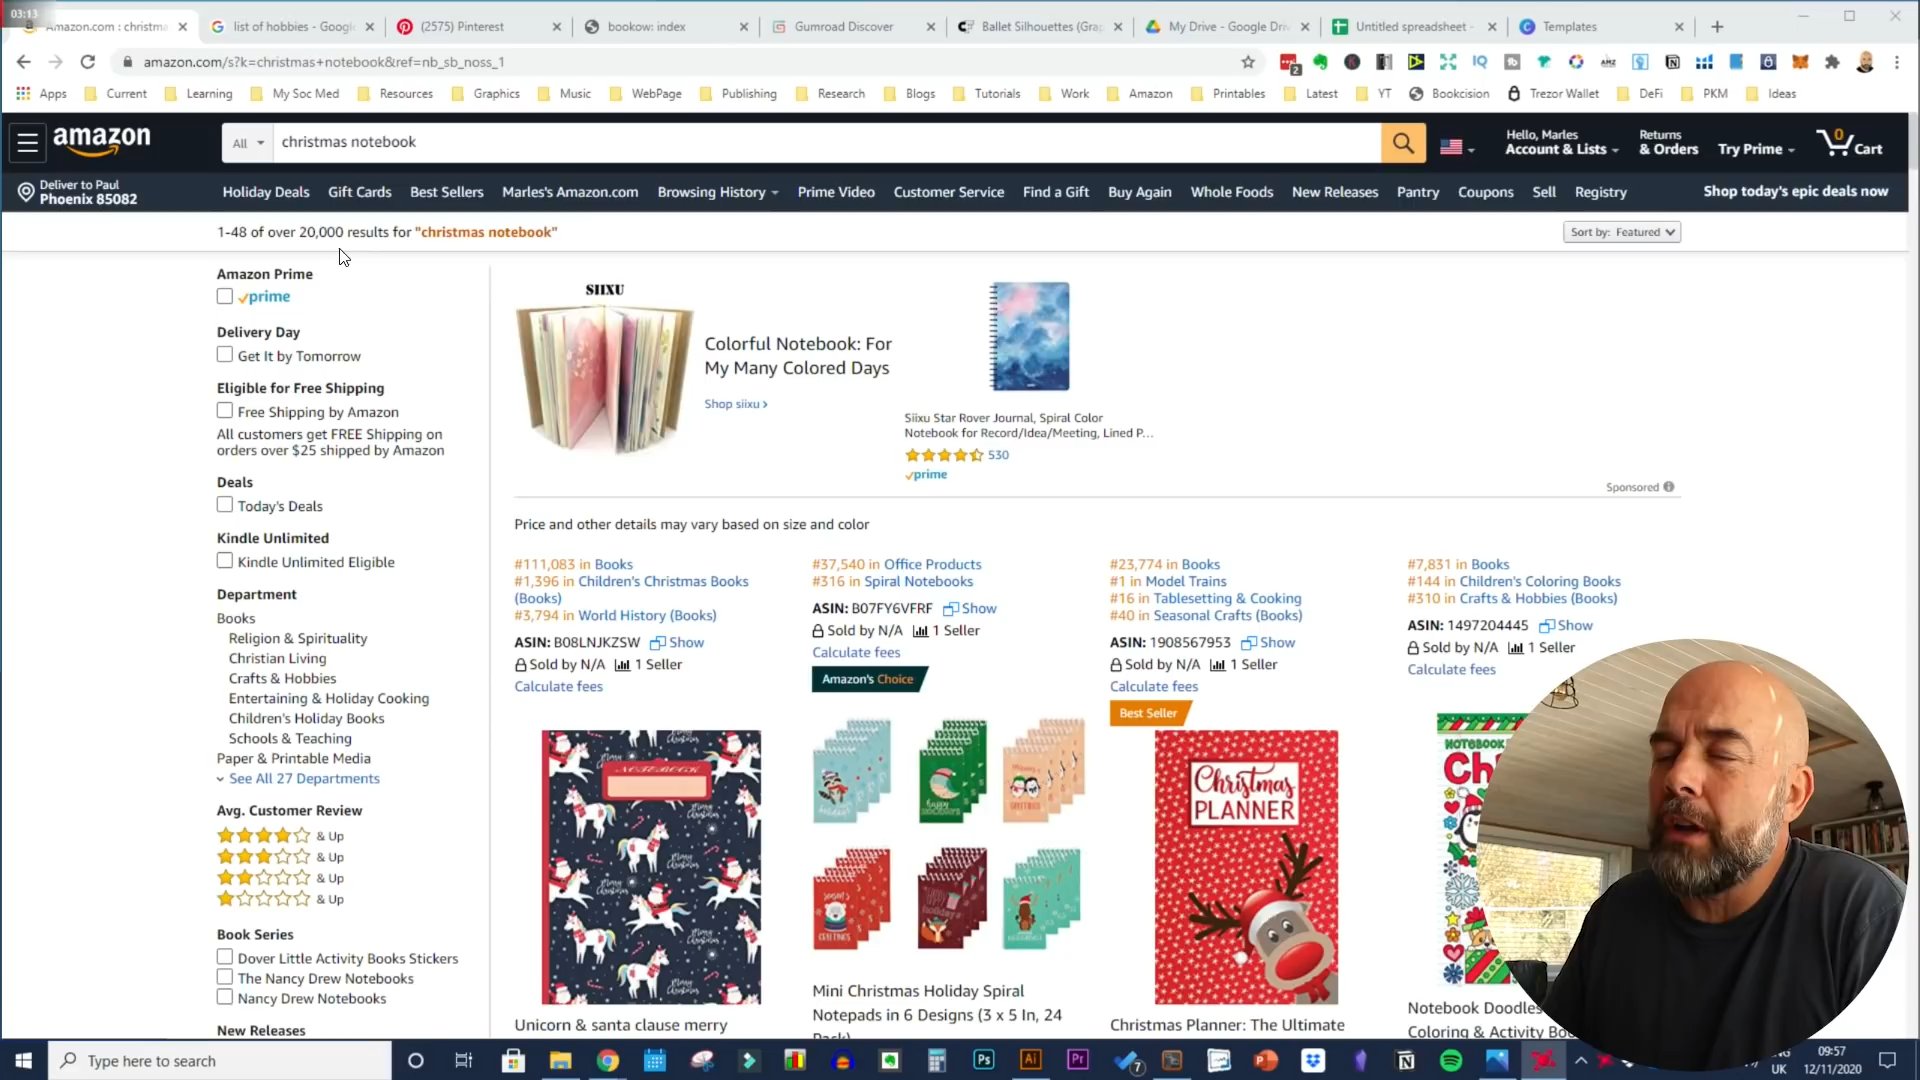 03:13
Amazon.com : christma
list of hobbies - Google
(2575) Pinterest
bookow: index
Gumroad Discover
Ballet Silhouettes (Gra
My Drive - Google Driv
Untitled spreadsheet -
Templates
amazon.com/s?k=christmas+notebook&ref=nb_sb_noss_1
Apps
Current
Learning
My Soc Med
Resources
Graphics
Music
WebPage
Publishing
Research
Blogs
Tutorials
Work
Amazon
Printables
Latest
YT
Bookcision
Trezor Wallet
DeFi
PKM
Ideas
amazon
All
christmas notebook
Hello, Marles
Account & Lists
Returns
& Orders
Try Prime
0
Cart
Deliver to Paul
Phoenix 85082
Holiday Deals
Gift Cards
Best Sellers
Marles's Amazon.com
Browsing History
Prime Video
Customer Service
Find a Gift
Buy Again
Whole Foods
New Releases
Pantry
Coupons
Sell
Registry
Shop today's epic deals now
1-48 of over 20,000 results for "christmas notebook"
Sort by: Featured
Amazon Prime
prime
Delivery Day
Get It by Tomorrow
Eligible for Free Shipping
Free Shipping by Amazon
All customers get FREE Shipping on
orders over $25 shipped by Amazon
Deals
Today's Deals
Kindle Unlimited
Kindle Unlimited Eligible
Department
Books
Religion & Spirituality
Christian Living
Crafts & Hobbies
Entertaining & Holiday Cooking
Children's Holiday Books
Schools & Teaching
Paper & Printable Media
See All 27 Departments
Avg. Customer Review
& Up
& Up
& Up
& Up
Book Series
Dover Little Activity Books Stickers
The Nancy Drew Notebooks
Nancy Drew Notebooks
New Releases
SIIXU
Colorful Notebook: For
My Many Colored Days
Shop siixu ›
Siixu Star Rover Journal, Spiral Color
Notebook for Record/Idea/Meeting, Lined P...
530
prime
Sponsored
Price and other details may vary based on size and color
#111,083 in Books
#1,396 in Children's Christmas Books
(Books)
#3,794 in World History (Books)
ASIN: B08LNJKZSW Show
Sold by N/A 1 Seller
Calculate fees
NOTEBOOK
Unicorn & santa clause merry
#37,540 in Office Products
#316 in Spiral Notebooks
ASIN: B07FY6VFRF Show
Sold by N/A 1 Seller
Calculate fees
Amazon's Choice
Mini Christmas Holiday Spiral
Notepads in 6 Designs (3 x 5 In, 24
Pack)
#23,774 in Books
#1 in Model Trains
#16 in Tablesetting & Cooking
#40 in Seasonal Crafts (Books)
ASIN: 1908567953 Show
Sold by N/A 1 Seller
Calculate fees
Best Seller
Christmas
PLANNER
Christmas Planner: The Ultimate
#7,831 in Books
#144 in Children's Coloring Books
#310 in Crafts & Hobbies (Books)
ASIN: 1497204445 Show
Sold by N/A 1 Seller
Calculate fees
NOTEBOOK
Ch
Notebook Doodles
Coloring & Activity Bo
Type here to search
Ps
Ai
Pr
7
UK
09:57
12/11/2020